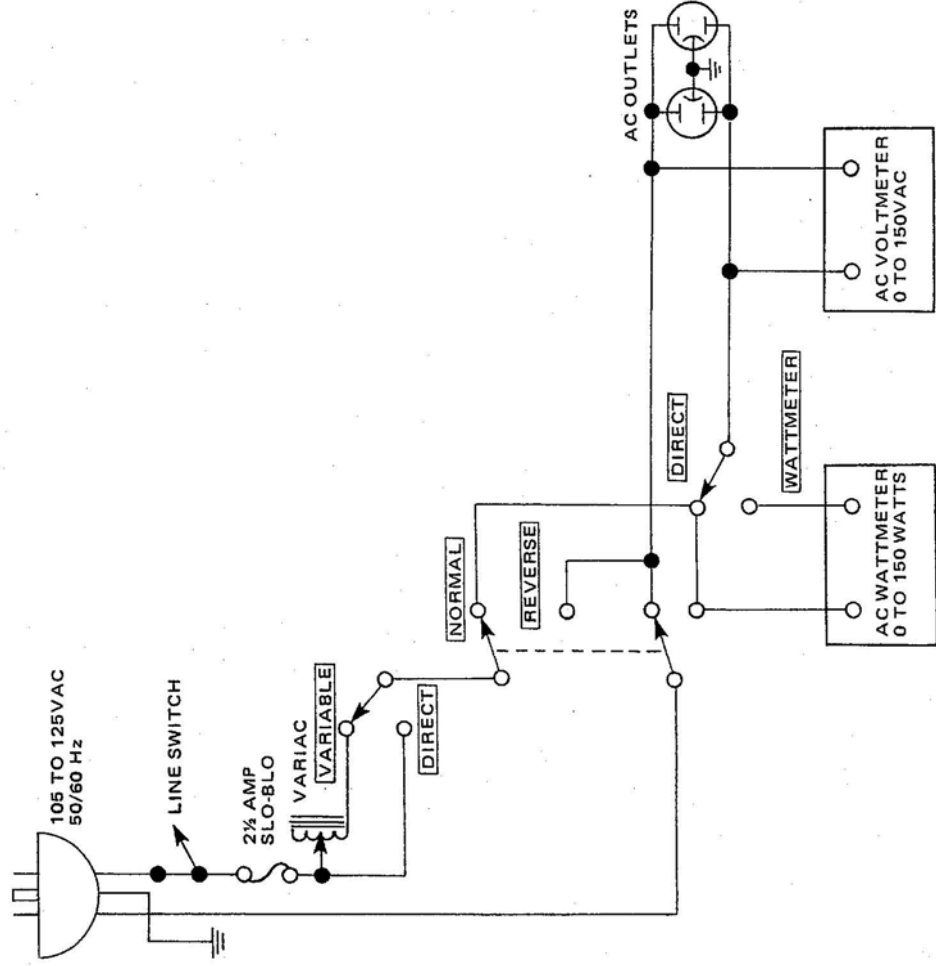 105 TO 125VAC
50/60 Hz
LINE SWITCH
2½ AMP
SLO-BLO
VARIAC
VARIABLE
DIRECT
NORMAL
REVERSE
DIRECT
WATTMETER
AC OUTLETS
AC WATTMETER
0 TO 150 WATTS
AC VOLTMETER
0 TO 150VAC